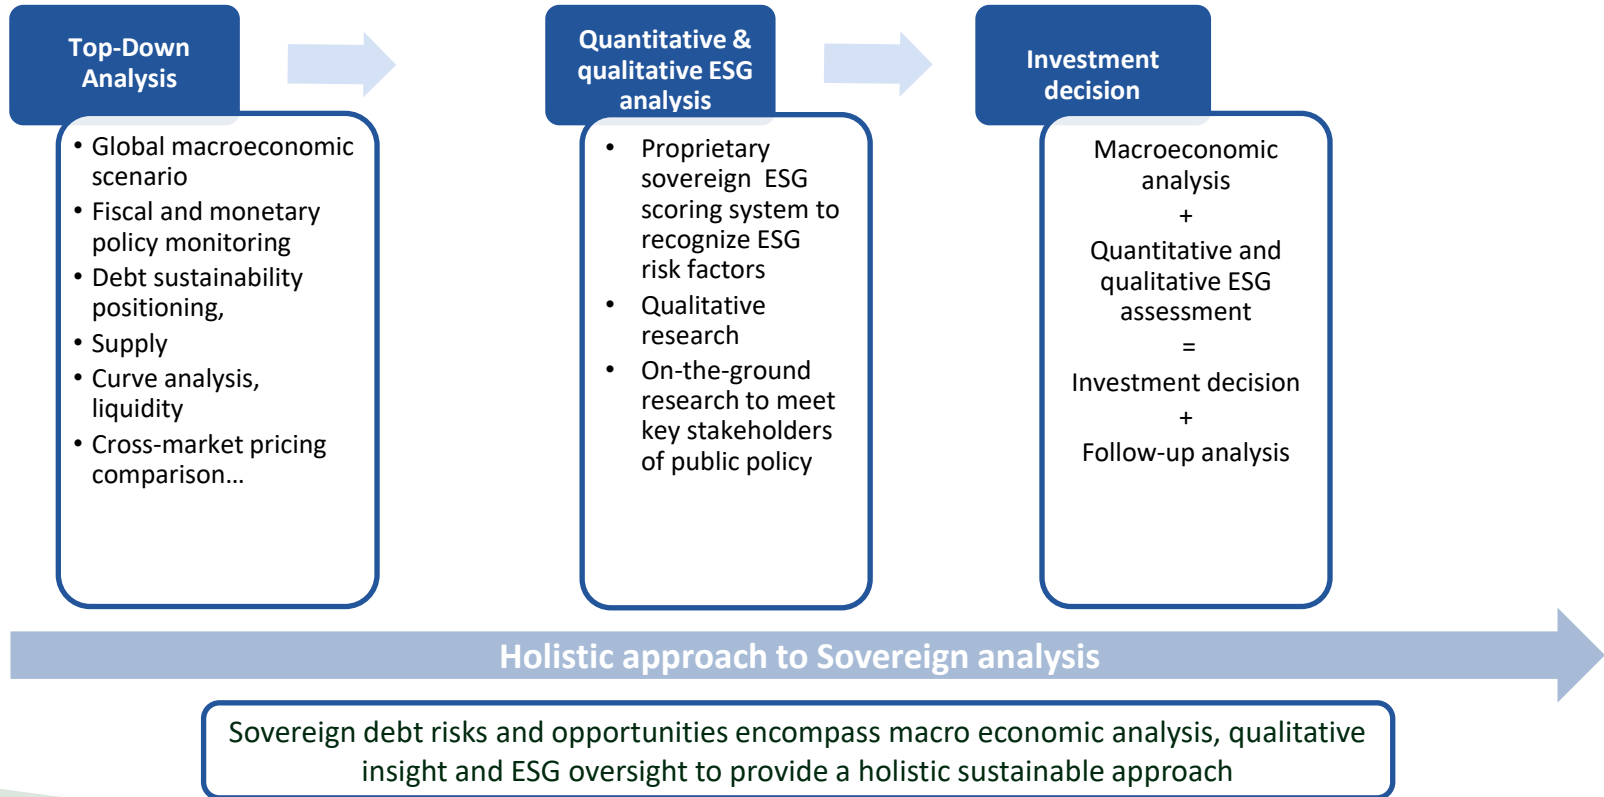 Top-Down
Analysis
• Global macroeconomic
scenario
• Fiscal and monetary
policy monitoring
• Debt sustainability
positioning,
• Supply
• Curve analysis,
liquidity
• Cross-market pricing
comparison...
Quantitative &
qualitative ESG
analysis
• Proprietary
sovereign ESG
scoring system to
recognize ESG
risk factors
• Qualitative
research
• On-the-ground
research to meet
key stakeholders
of public policy
Investment
decision
Macroeconomic
analysis
+
Quantitative and
qualitative ESG
assessment
=
Investment decision
+
Follow-up analysis
Holistic approach to Sovereign analysis
Sovereign debt risks and opportunities encompass macro economic analysis, qualitative
insight and ESG oversight to provide a holistic sustainable approach